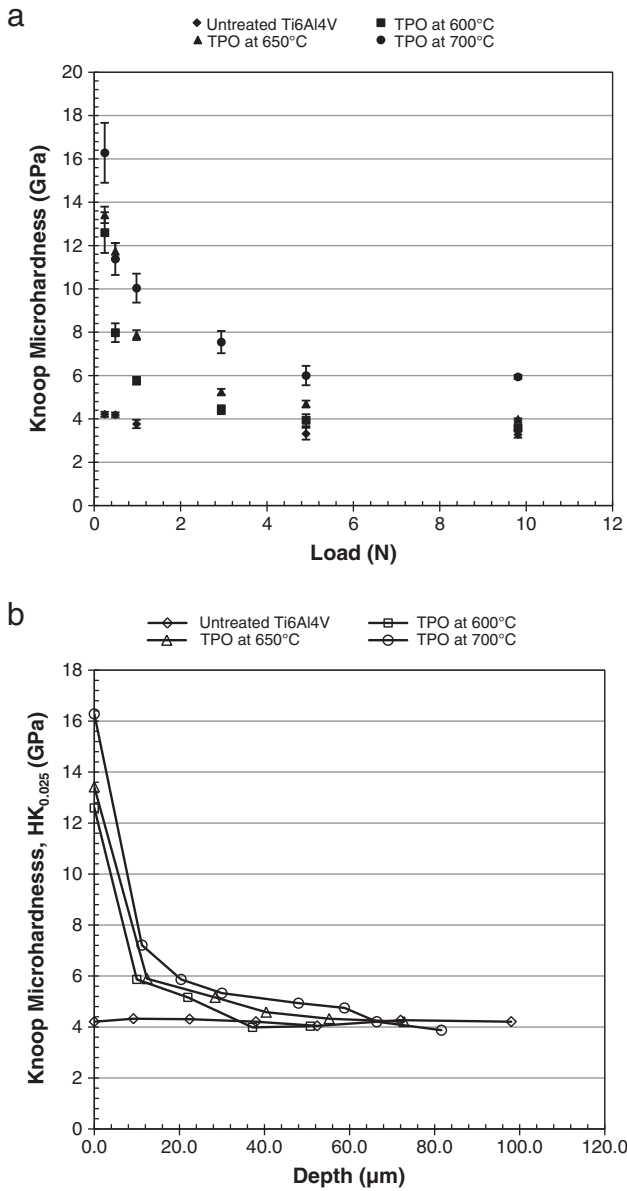 a
Untreated Ti6Al4V
TPO at 600°C
TPO at 650°C
TPO at 700°C
Knoop Microhardness (GPa)
20
18
16
14
12
10
8
6
4
2
0
0 2 4 6 8 10 12
Load (N)
b
Untreated Ti6Al4V
TPO at 600°C
TPO at 650°C
TPO at 700°C
Knoop Microhardnesss, HK0.025 (GPa)
18
16
14
12
10
8
6
4
2
0
0.0 20.0 40.0 60.0 80.0 100.0 120.0
Depth (µm)